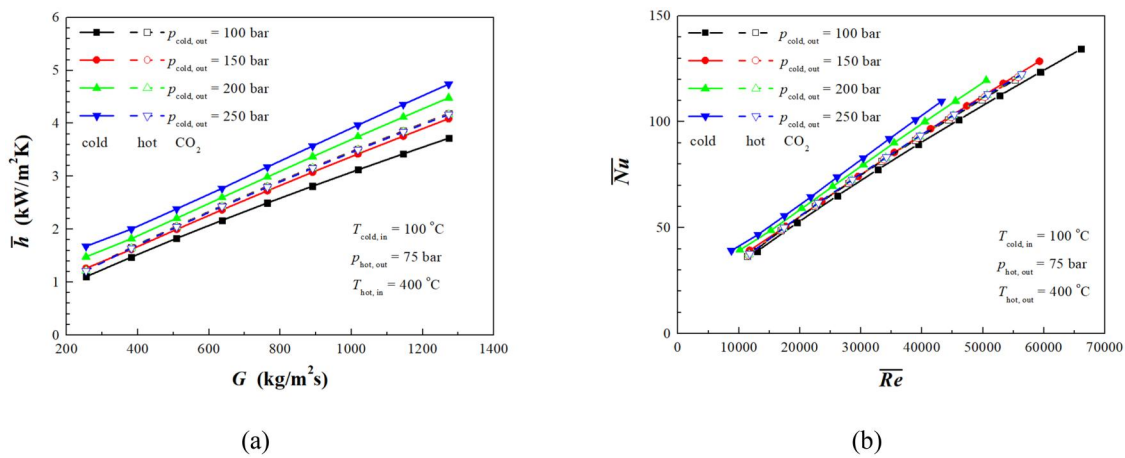 6
5
4
3
2
1
0
200 400 600 800 1000 1200 1400
h̅ (kW/m²K)
G (kg/m²s)
p_cold, out = 100 bar
p_cold, out = 150 bar
p_cold, out = 200 bar
p_cold, out = 250 bar
cold hot CO₂
T_cold, in = 100 °C
p_hot, out = 75 bar
T_hot, in = 400 °C
(a)
150
100
50
0
0 10000 20000 30000 40000 50000 60000 70000
N̅u̅
R̅e̅
p_cold, out = 100 bar
p_cold, out = 150 bar
p_cold, out = 200 bar
p_cold, out = 250 bar
cold hot CO₂
T_cold, in = 100 °C
p_hot, out = 75 bar
T_hot, out = 400 °C
(b)